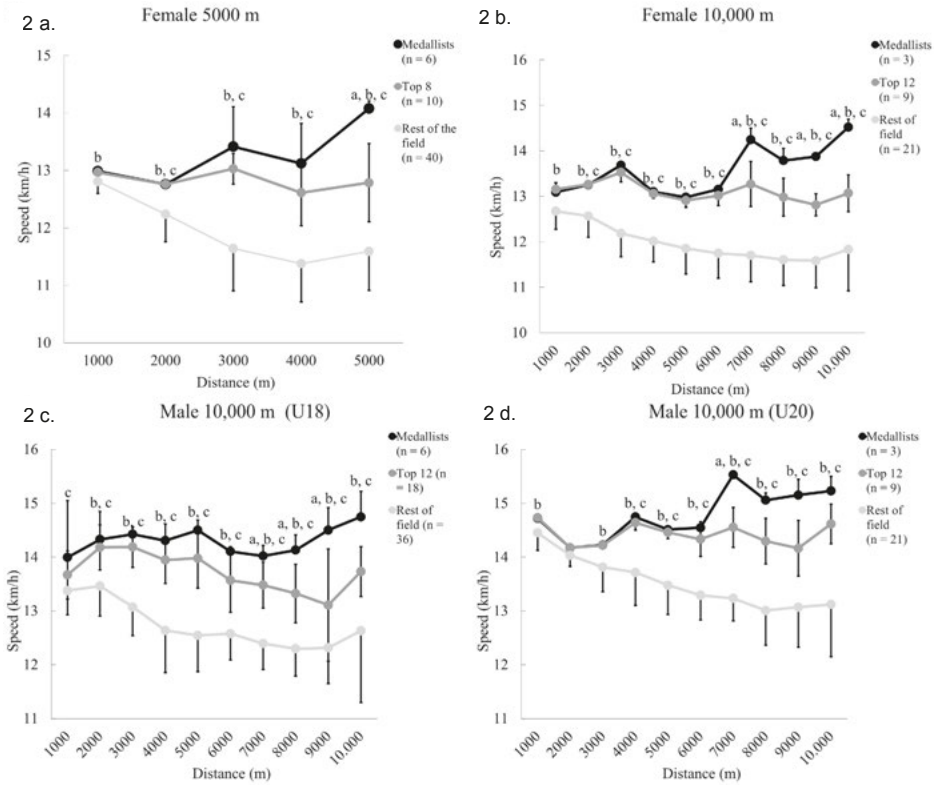 2 a.
Female 5000 m
Medallists
(n = 6)
Top 8
(n = 10)
Rest of the
field
(n = 40)
15
14
13
12
11
10
Speed (km/h)
b
b, c
b, c
b, c
a, b, c
1000
2000
3000
4000
5000
Distance (m)
2 b.
Female 10,000 m
Medallists
(n = 3)
Top 12
(n = 9)
Rest of
field
(n = 21)
16
15
14
13
12
11
10
Speed (km/h)
b, c
b, c
b, c
b, c
b, c
b, c
a, b, c
b, c
a, b, c
a, b, c
1000
2000
3000
4000
5000
6000
7000
8000
9000
10,000
Distance (m)
2 c.
Male 10,000 m (U18)
Medallists
(n = 6)
Top 12 (n
= 18)
Rest of
field (n =
36)
16
15
14
13
12
11
Speed (km/h)
c
b, c
b, c
b, c
b, c
b, c
a, b, c
a, b, c
a, b, c
b, c
1000
2000
3000
4000
5000
6000
7000
8000
9000
10,000
Distance (m)
2 d.
Male 10,000 m (U20)
Medallists
(n = 3)
Top 12
(n = 9)
Rest of
field
(n = 21)
16
15
14
13
12
11
Speed (km/h)
b
b
b, c
b, c
b, c
a, b, c
b, c
b, c
b, c
1000
2000
3000
4000
5000
6000
7000
8000
9000
10,000
Distance (m)